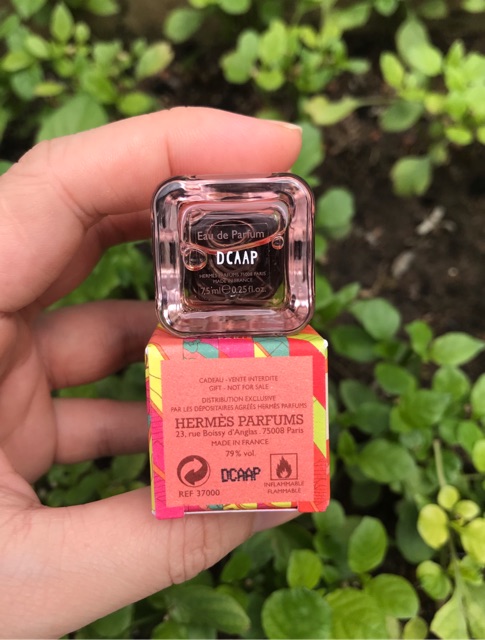 Eau de Parfum
DCAAP
HERMÈS PARFUMS 75008 PARIS
MADE IN FRANCE
7.5 ml ℮ 0.25 fl.oz.
CADEAU - VENTE INTERDITE
GIFT - NOT FOR SALE
DISTRIBUTION EXCLUSIVE
PAR LES DÉPOSITAIRES AGRÉÉS HERMÈS PARFUMS
HERMÈS PARFUMS
23, rue Boissy d'Anglas. 75008 Paris
MADE IN FRANCE
79% vol.
DCAAP
REF 37000
INFLAMMABLE
FLAMMABLE